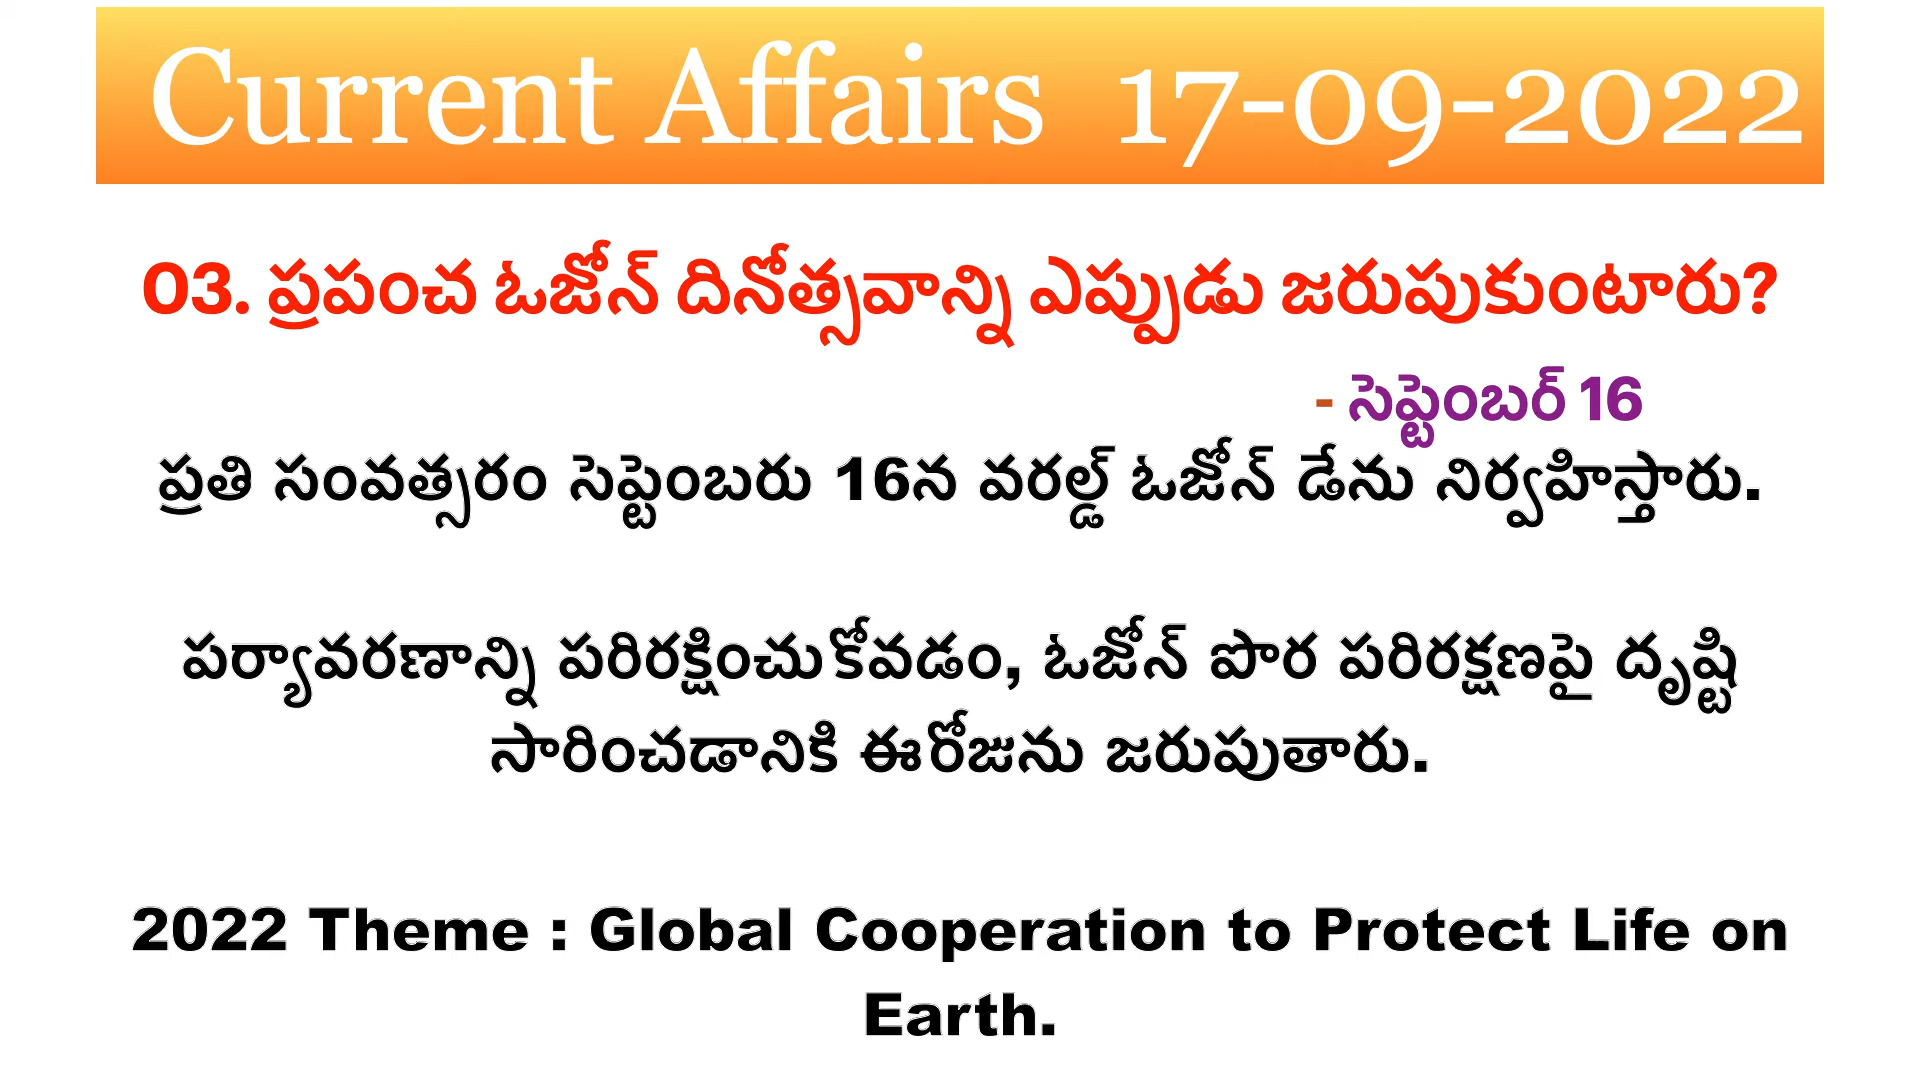 Current Affairs 17-09-2022
03. ప్రపంచ ఓజోన్ దినోత్సవాన్ని ఎప్పుడు జరుపుకుంటారు?
- సెప్టెంబర్ 16
ప్రతి సంవత్సరం సెప్టెంబరు 16న వరల్డ్ ఓజోన్ డేను నిర్వహిస్తారు.
పర్యావరణాన్ని పరిరక్షించుకోవడం, ఓజోన్ పొర పరిరక్షణపై దృష్టి
సారించడానికి ఈరోజును జరుపుతారు.
2022 Theme : Global Cooperation to Protect Life on
Earth.